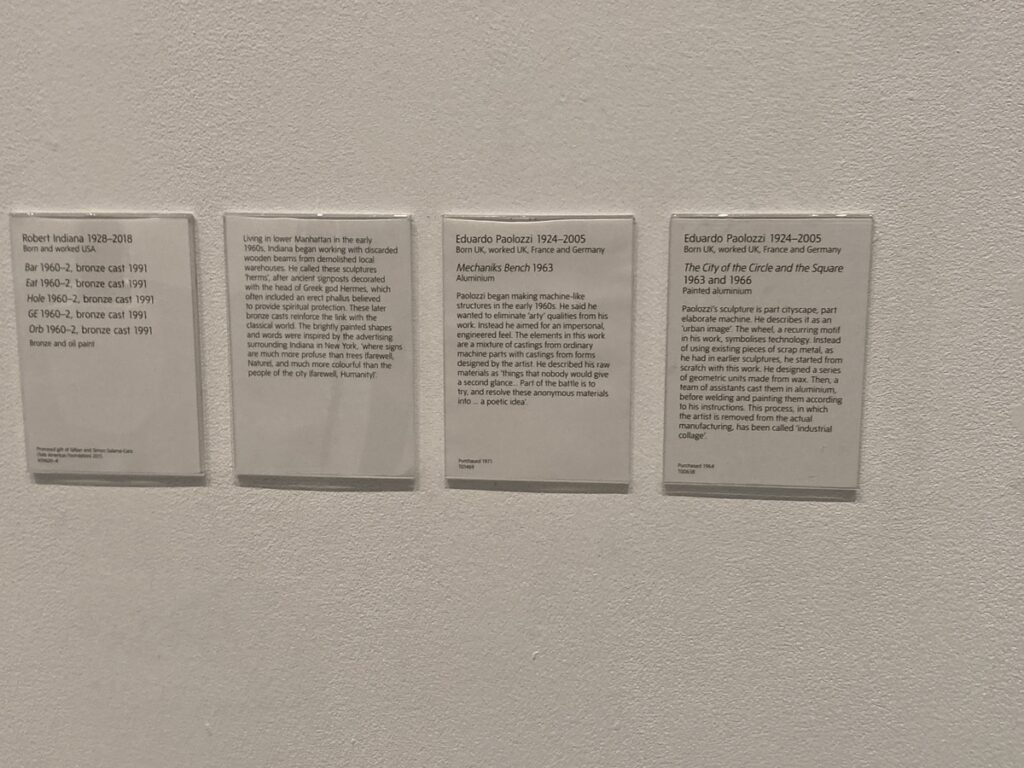 Robert Indiana 1928–2018
Born and worked USA
Bar 1960–2, bronze cast 1991
Eat 1960–2, bronze cast 1991
Hole 1960–2, bronze cast 1991
GE 1960–2, bronze cast 1991
Orb 1960–2, bronze cast 1991
Bronze and oil paint
Promised gift of Gillian and Simon Salama-Caro
(Tate Americas Foundation) 2015
Living in lower Manhattan in the early
1960s, Indiana began working with discarded
wooden beams from demolished local
warehouses. He called these sculptures
'herms', after ancient signposts decorated
with the head of Greek god Hermes, which
often included an erect phallus believed
to provide spiritual protection. These later
bronze casts reinforce the link with the
classical world. The brightly painted shapes
and words were inspired by the advertising
surrounding Indiana in New York, 'where signs
are much more profuse than trees (farewell,
Nature), and much more colourful than the
people of the city (farewell, Humanity)'.
Eduardo Paolozzi 1924–2005
Born UK, worked UK, France and Germany
Mechaniks Bench 1963
Aluminium
Paolozzi began making machine-like
structures in the early 1960s. He said he
wanted to eliminate 'arty' qualities from his
work. Instead he aimed for an impersonal,
engineered feel. The elements in this work
are a mixture of castings from ordinary
machine parts with castings from forms
designed by the artist. He described his raw
materials as 'things that nobody would give
a second glance... Part of the battle is to
try, and resolve these anonymous materials
into ... a poetic idea'.
Purchased 1971
T01469
Eduardo Paolozzi 1924–2005
Born UK, worked UK, France and Germany
The City of the Circle and the Square
1963 and 1966
Painted aluminium
Paolozzi's sculpture is part cityscape, part
elaborate machine. He describes it as an
'urban image'. The wheel, a recurring motif
in his work, symbolises technology. Instead
of using existing pieces of scrap metal, as
he had in earlier sculptures, he started from
scratch with this work. He designed a series
of geometric units made from wax. Then, a
team of assistants cast them in aluminium,
before welding and painting them according
to his instructions. This process, in which
the artist is removed from the actual
manufacturing, has been called 'industrial
collage'.
Purchased 1964
T00638